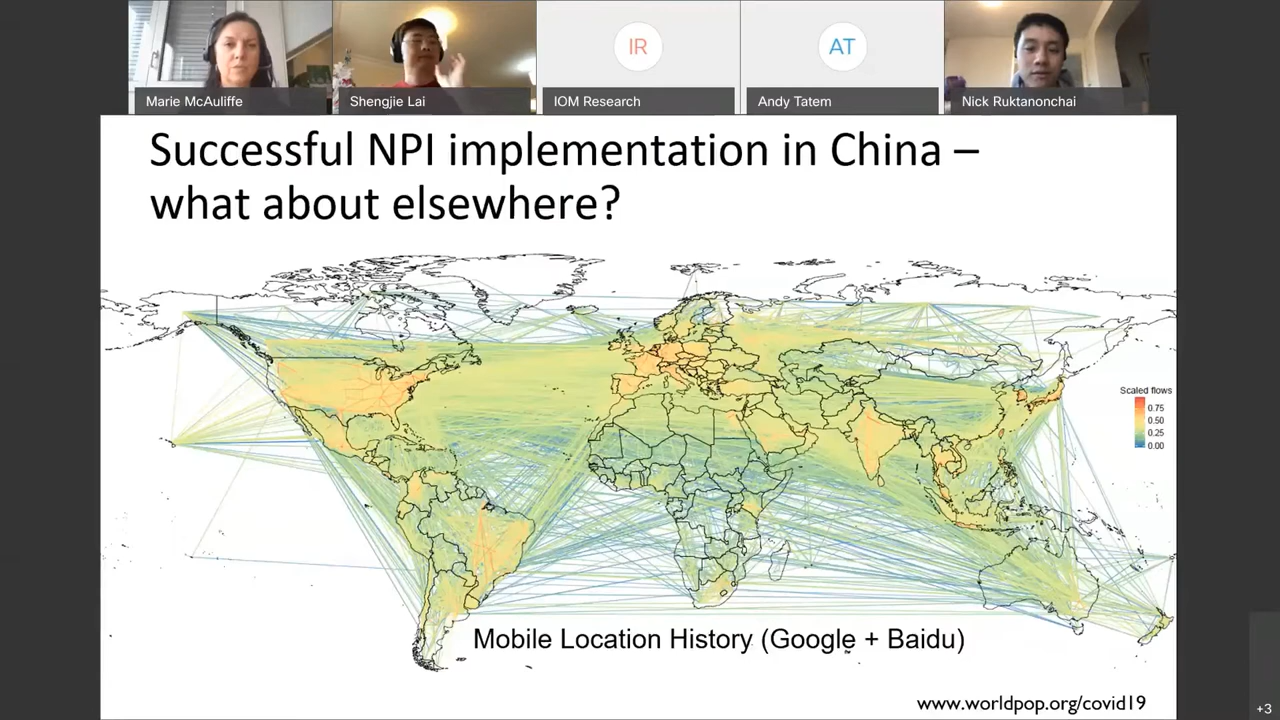 IR
AT
Marie McAuliffe
Shengjie Lai
IOM Research
Andy Tatem
Nick Ruktanonchai
Successful NPI implementation in China –
what about elsewhere?
Scaled flows
0.75
0.50
0.25
0.00
Mobile Location History (Google + Baidu)
www.worldpop.org/covid19
+3